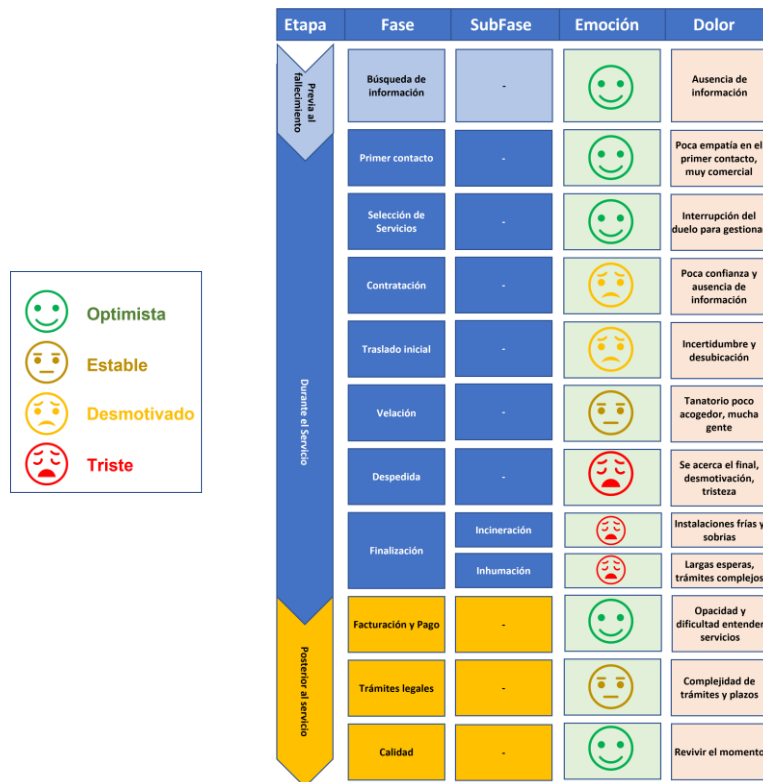 Etapa Fase SubFase Emoción Dolor
Previa al
fallecimiento
Búsqueda de
información
-
Ausencia de
información
Primer contacto
-
Poca empatía en el
primer contacto,
muy comercial
Selección de
Servicios
-
Interrupción del
duelo para gestiona
Contratación
-
Poca confianza y
ausencia de
información
Traslado inicial
-
Incertidumbre y
desubicación
Durante el Servicio
Velación
-
Tanatorio poco
acogedor, mucha
gente
Despedida
-
Se acerca el final,
desmotivación,
tristeza
Finalización
Incineración
Instalaciones frías y
sobrias
Inhumación
Largas esperas,
trámites complejos
Posterior al servicio
Facturación y Pago
-
Opacidad y
dificultad entender
servicios
Trámites legales
-
Complejidad de
trámites y plazos
Calidad
-
Revivir el momento
Optimista
Estable
Desmotivado
Triste